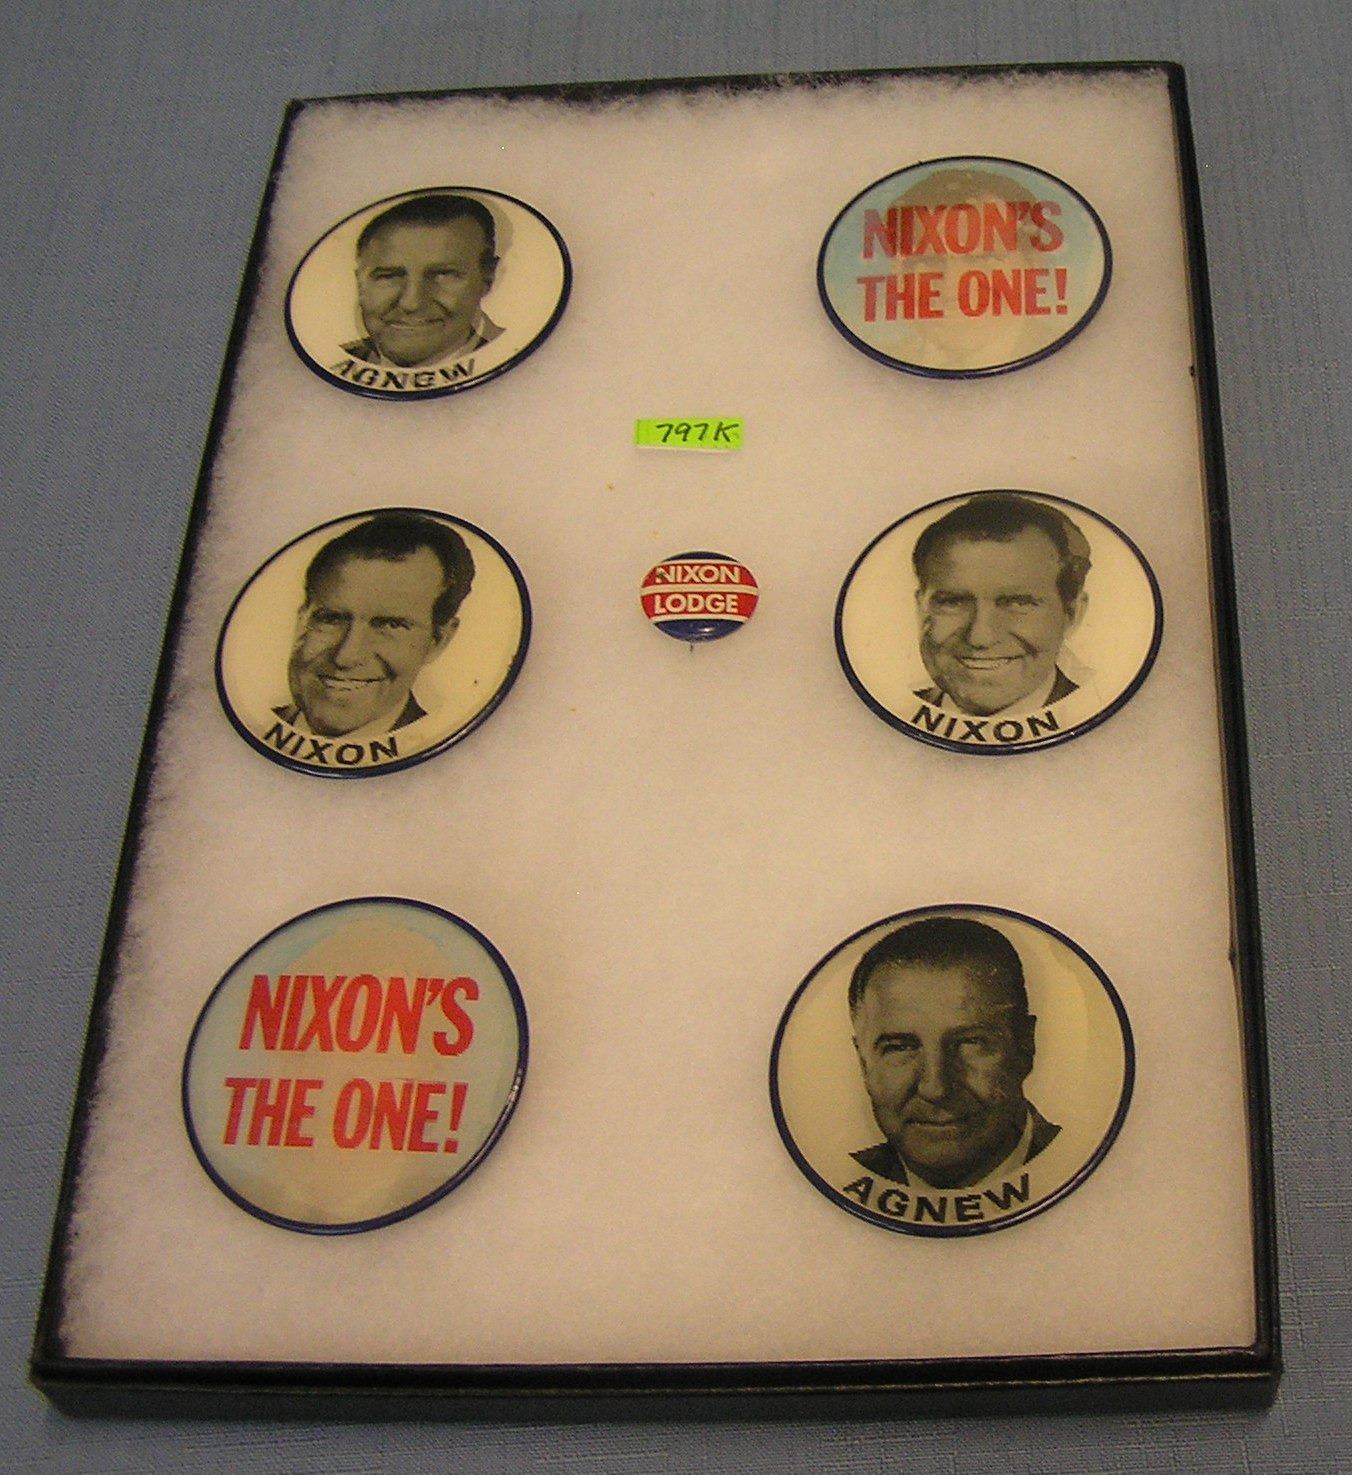 AGNEW
NIXON'S
THE ONE!
797K
NIXON
NIXON
LODGE
NIXON
NIXON'S
THE ONE!
AGNEW